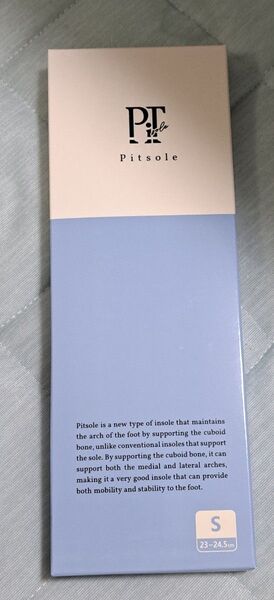 PiT
sole
Pitsole
Pitsole is a new type of insole that maintains
the arch of the foot by supporting the cuboid
bone, unlike conventional insoles that support
the sole. By supporting the cuboid bone, it can
support both the medial and lateral arches,
making it a very good insole that can provide
both mobility and stability to the foot.
S
23–24.5cm